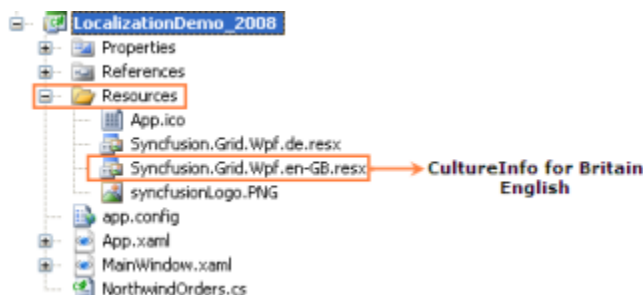 LocalizationDemo_2008
Properties
References
Resources
App.ico
Syncfusion.Grid.Wpf.de.resx
Syncfusion.Grid.Wpf.en-GB.resx
CultureInfo for Britain
English
syncfusionLogo.PNG
app.config
App.xaml
MainWindow.xaml
NorthwindOrders.cs